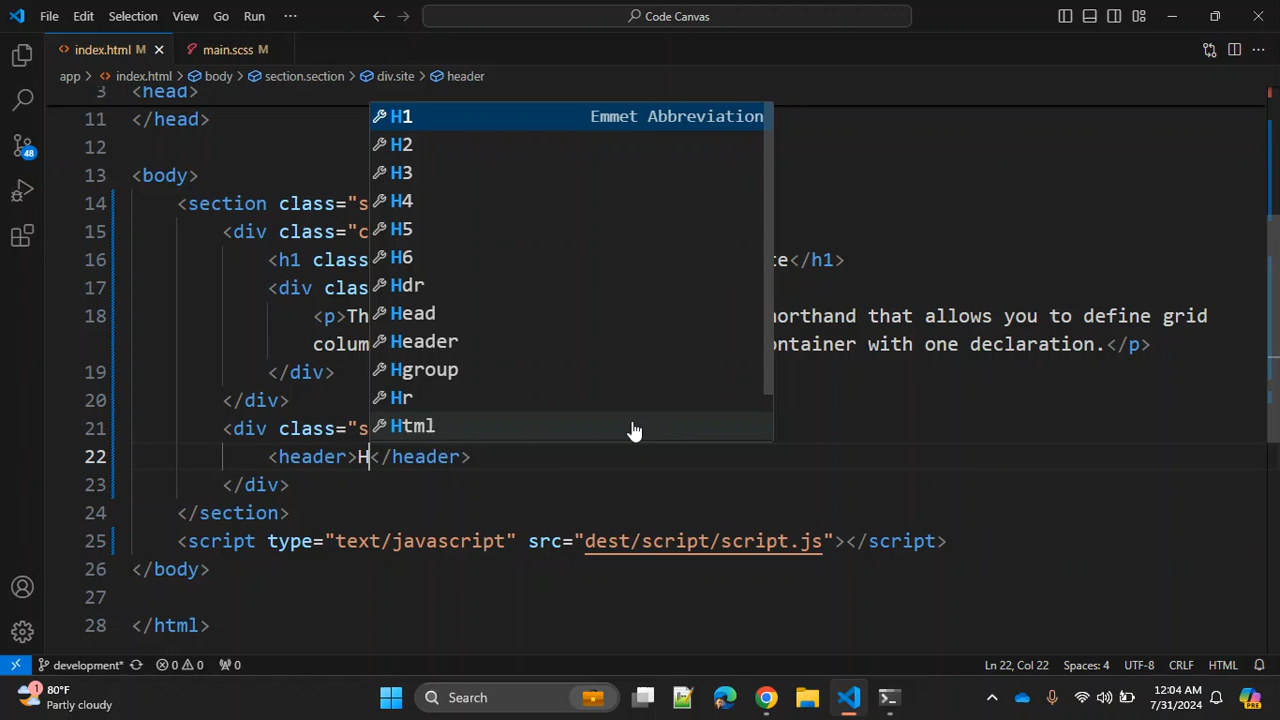 File Edit Selection View Go Run ··· Code Canvas
index.html M main.scss M
app > index.html > body > section.section > div.site > header
3 <head>
11 </head>
12
13 <body>
14 <section class="s
15 <div class="c
16 <h1 class te</h1>
17 <div clas
18 <p>Th horthand that allows you to define grid
colum ontainer with one declaration.</p>
19 </div>
20 </div>
21 <div class="s
22 <header>H</header>
23 </div>
24 </section>
25 <script type="text/javascript" src="dest/script/script.js"></script>
26 </body>
27
28 </html>
H1 Emmet Abbreviation
H2
H3
H4
H5
H6
Hdr
Head
Header
Hgroup
Hr
Html
48
development* 0 0 0 Ln 22, Col 22 Spaces: 4 UTF-8 CRLF HTML
1 80°F
Partly cloudy
Search
PRE
12:04 AM
7/31/2024